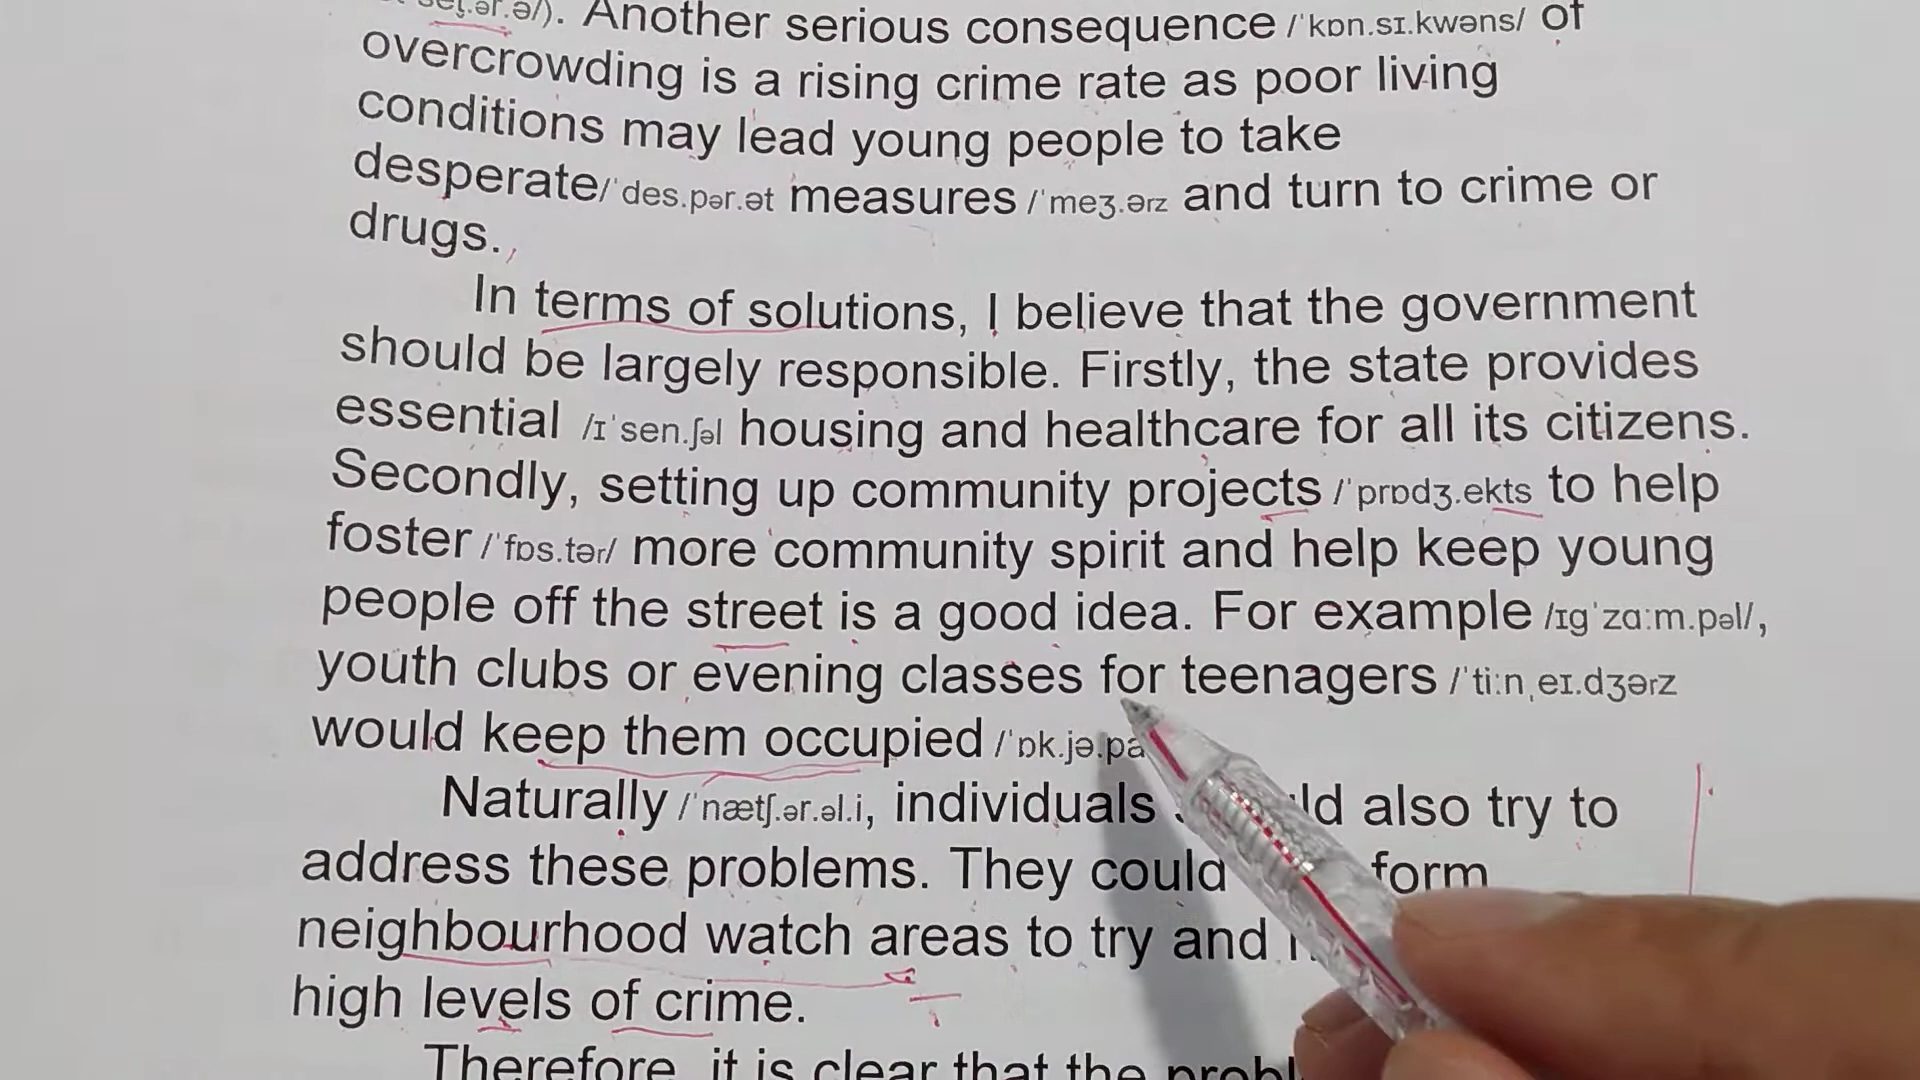 Another serious consequence /ˈkɒn.sɪ.kwəns/ of
overcrowding is a rising crime rate as poor living
conditions may lead young people to take
desperate/ˈdes.pər.ət measures /ˈmeʒ.ərz and turn to crime or
drugs.
In terms of solutions, I believe that the government
should be largely responsible. Firstly, the state provides
essential /ɪˈsen.ʃəl housing and healthcare for all its citizens.
Secondly, setting up community projects /ˈprɒdʒ.ekts to help
foster /ˈfɒs.tər/ more community spirit and help keep young
people off the street is a good idea. For example /ɪɡˈzɑːm.pəl/,
youth clubs or evening classes for teenagers /ˈtiːnˌeɪ.dʒərz
would keep them occupied /ˈɒk.jə.pa
Naturally /ˈnætʃ.ər.əl.i, individuals also try to
address these problems. They could form
neighbourhood watch areas to try and
high levels of crime.
Therefore, it is clear that the